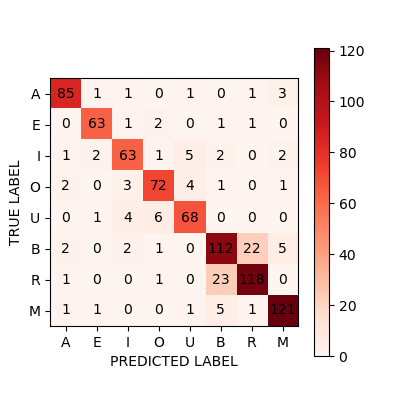 A 85 1 1 0 1 0 1 3
E 0 63 1 2 0 1 1 0
I 1 2 63 1 5 2 0 2
O 2 0 3 72 4 1 0 1
U 0 1 4 6 68 0 0 0
B 2 0 2 1 0 112 22 5
R 1 0 0 1 0 23 118 0
M 1 1 0 0 1 5 1 121
A E I O U B R M
PREDICTED LABEL
TRUE LABEL
120
100
80
60
40
20
0